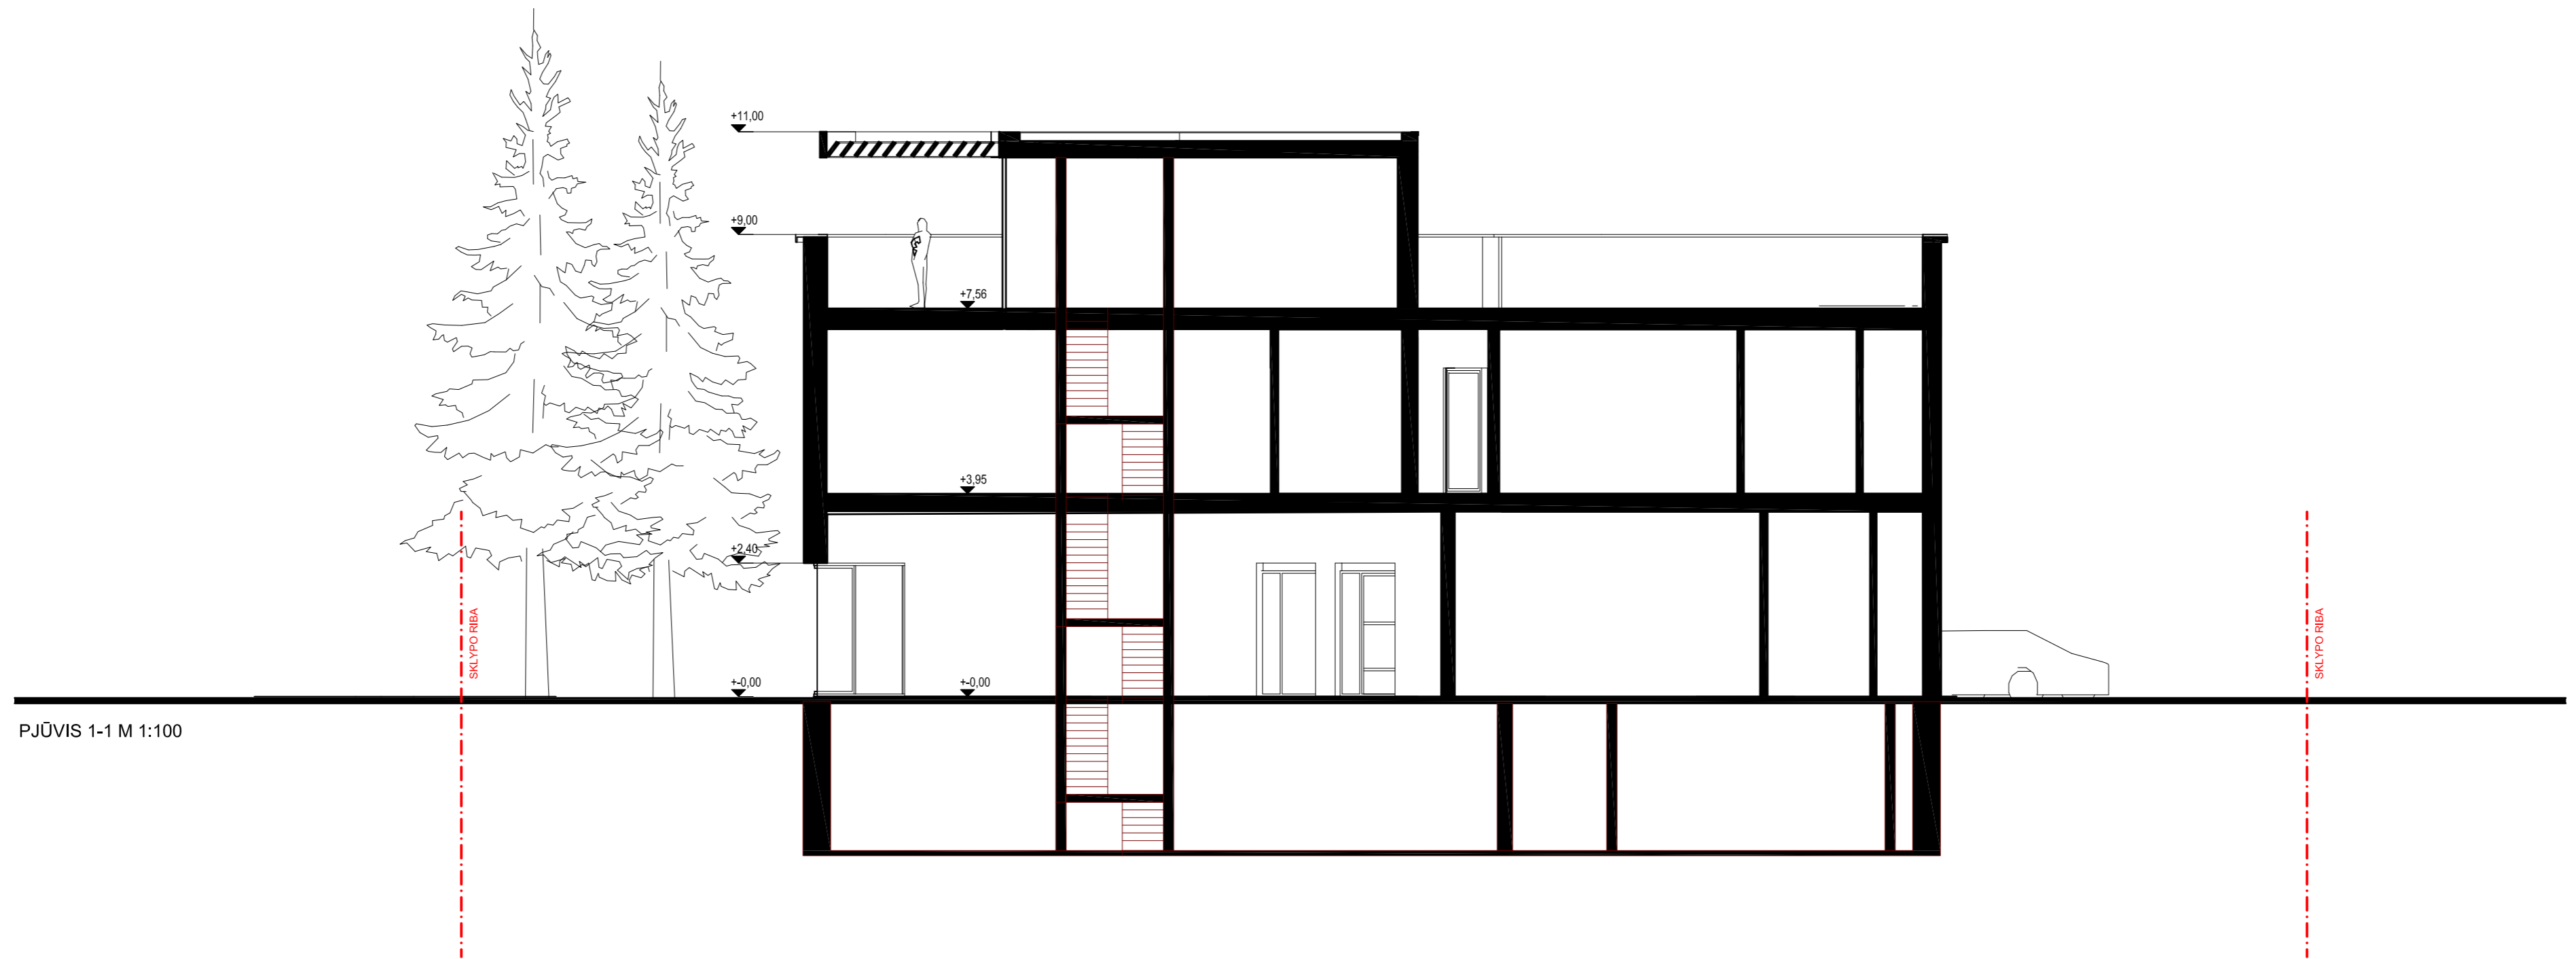 +11,00
+9,00
+7,56
+3,95
+2,40
+-0,00
+-0,00
SKLYPO RIBA
SKLYPO RIBA
PJŪVIS 1-1 M 1:100